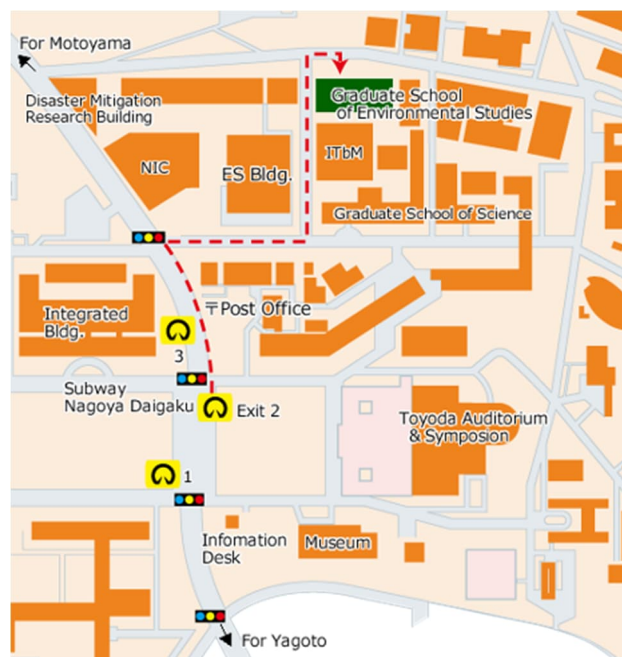 For Motoyama
Disaster Mitigation
Research Building
Graduate School
of Environmental Studies
NIC
ES Bldg.
ITbM
Graduate School of Science
Integrated
Bldg.
〒Post Office
3
Subway
Nagoya Daigaku
Exit 2
Toyoda Auditorium
& Symposion
1
Infomation
Desk
Museum
For Yagoto